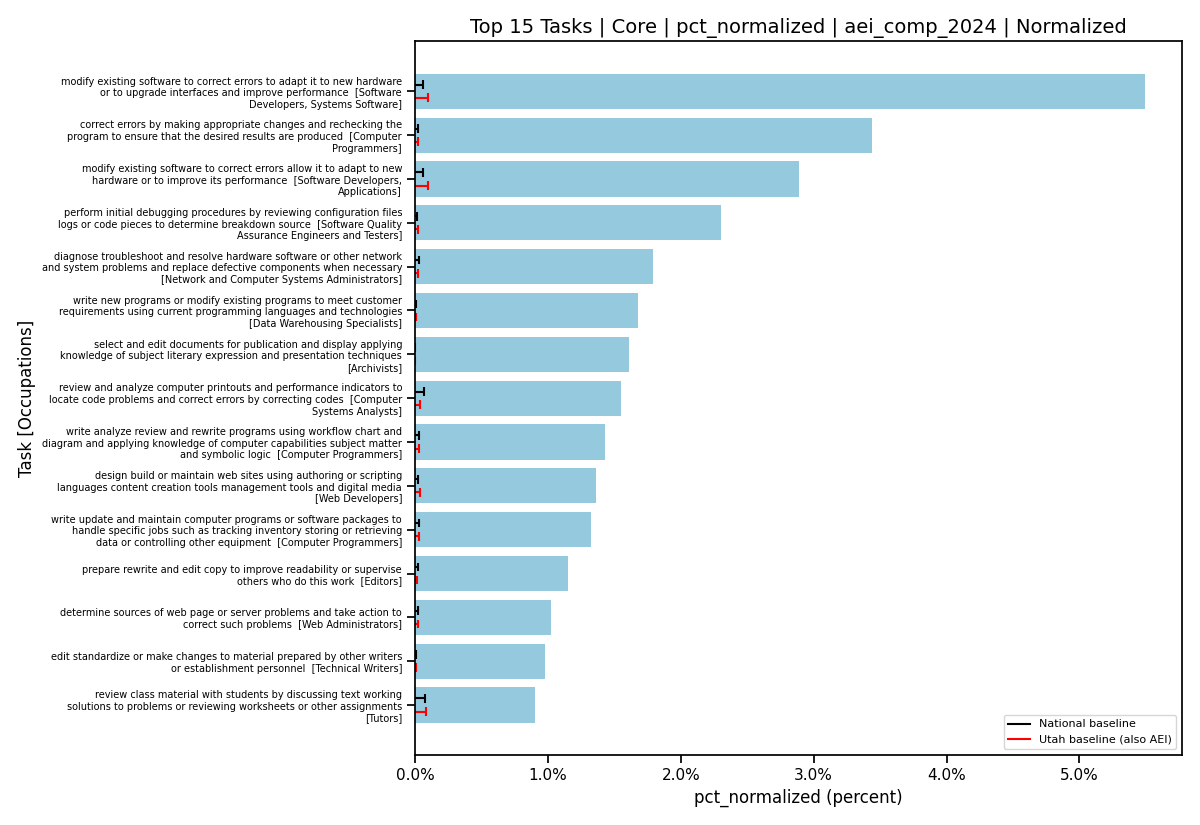 Top 15 Tasks | Core | pct_normalized | aei_comp_2024 | Normalized
Task [Occupations]
modify existing software to correct errors to adapt it to new hardware
or to upgrade interfaces and improve performance  [Software
Developers, Systems Software]
correct errors by making appropriate changes and rechecking the
program to ensure that the desired results are produced  [Computer
Programmers]
modify existing software to correct errors allow it to adapt to new
hardware or to improve its performance  [Software Developers,
Applications]
perform initial debugging procedures by reviewing configuration files
logs or code pieces to determine breakdown source  [Software Quality
Assurance Engineers and Testers]
diagnose troubleshoot and resolve hardware software or other network
and system problems and replace defective components when necessary
[Network and Computer Systems Administrators]
write new programs or modify existing programs to meet customer
requirements using current programming languages and technologies
[Data Warehousing Specialists]
select and edit documents for publication and display applying
knowledge of subject literary expression and presentation techniques
[Archivists]
review and analyze computer printouts and performance indicators to
locate code problems and correct errors by correcting codes  [Computer
Systems Analysts]
write analyze review and rewrite programs using workflow chart and
diagram and applying knowledge of computer capabilities subject matter
and symbolic logic  [Computer Programmers]
design build or maintain web sites using authoring or scripting
languages content creation tools management tools and digital media
[Web Developers]
write update and maintain computer programs or software packages to
handle specific jobs such as tracking inventory storing or retrieving
data or controlling other equipment  [Computer Programmers]
prepare rewrite and edit copy to improve readability or supervise
others who do this work  [Editors]
determine sources of web page or server problems and take action to
correct such problems  [Web Administrators]
edit standardize or make changes to material prepared by other writers
or establishment personnel  [Technical Writers]
review class material with students by discussing text working
solutions to problems or reviewing worksheets or other assignments
[Tutors]
National baseline
Utah baseline (also AEI)
0.0% 1.0% 2.0% 3.0% 4.0% 5.0%
pct_normalized (percent)